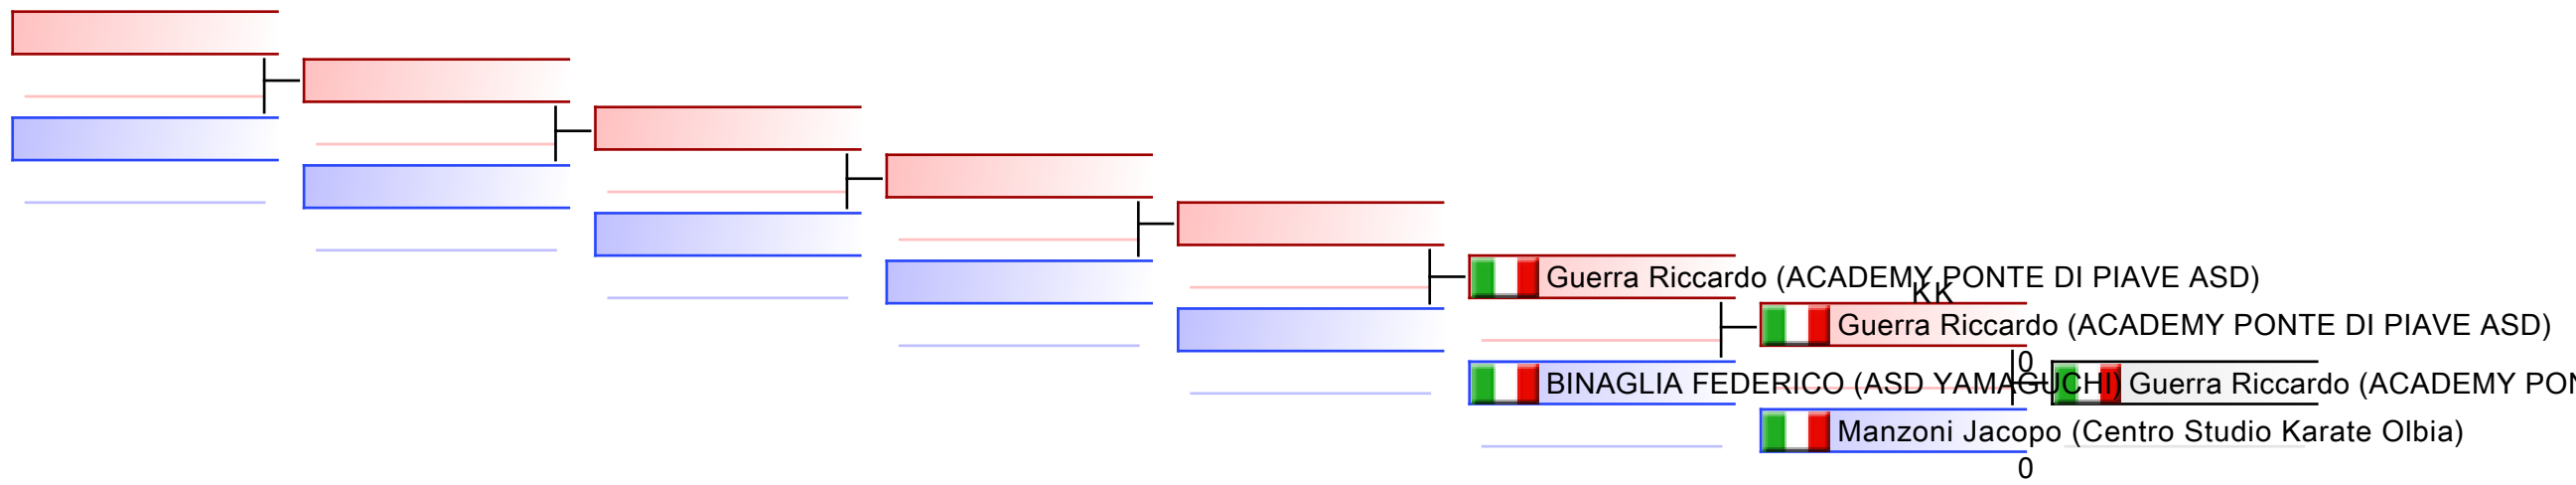 Guerra Riccardo (ACADEMY PONTE DI PIAVE ASD)
KK
Guerra Riccardo (ACADEMY PONTE DI PIAVE ASD)
0
BINAGLIA FEDERICO (ASD YAMAGUCHI)
Guerra Riccardo (ACADEMY PON
Manzoni Jacopo (Centro Studio Karate Olbia)
0